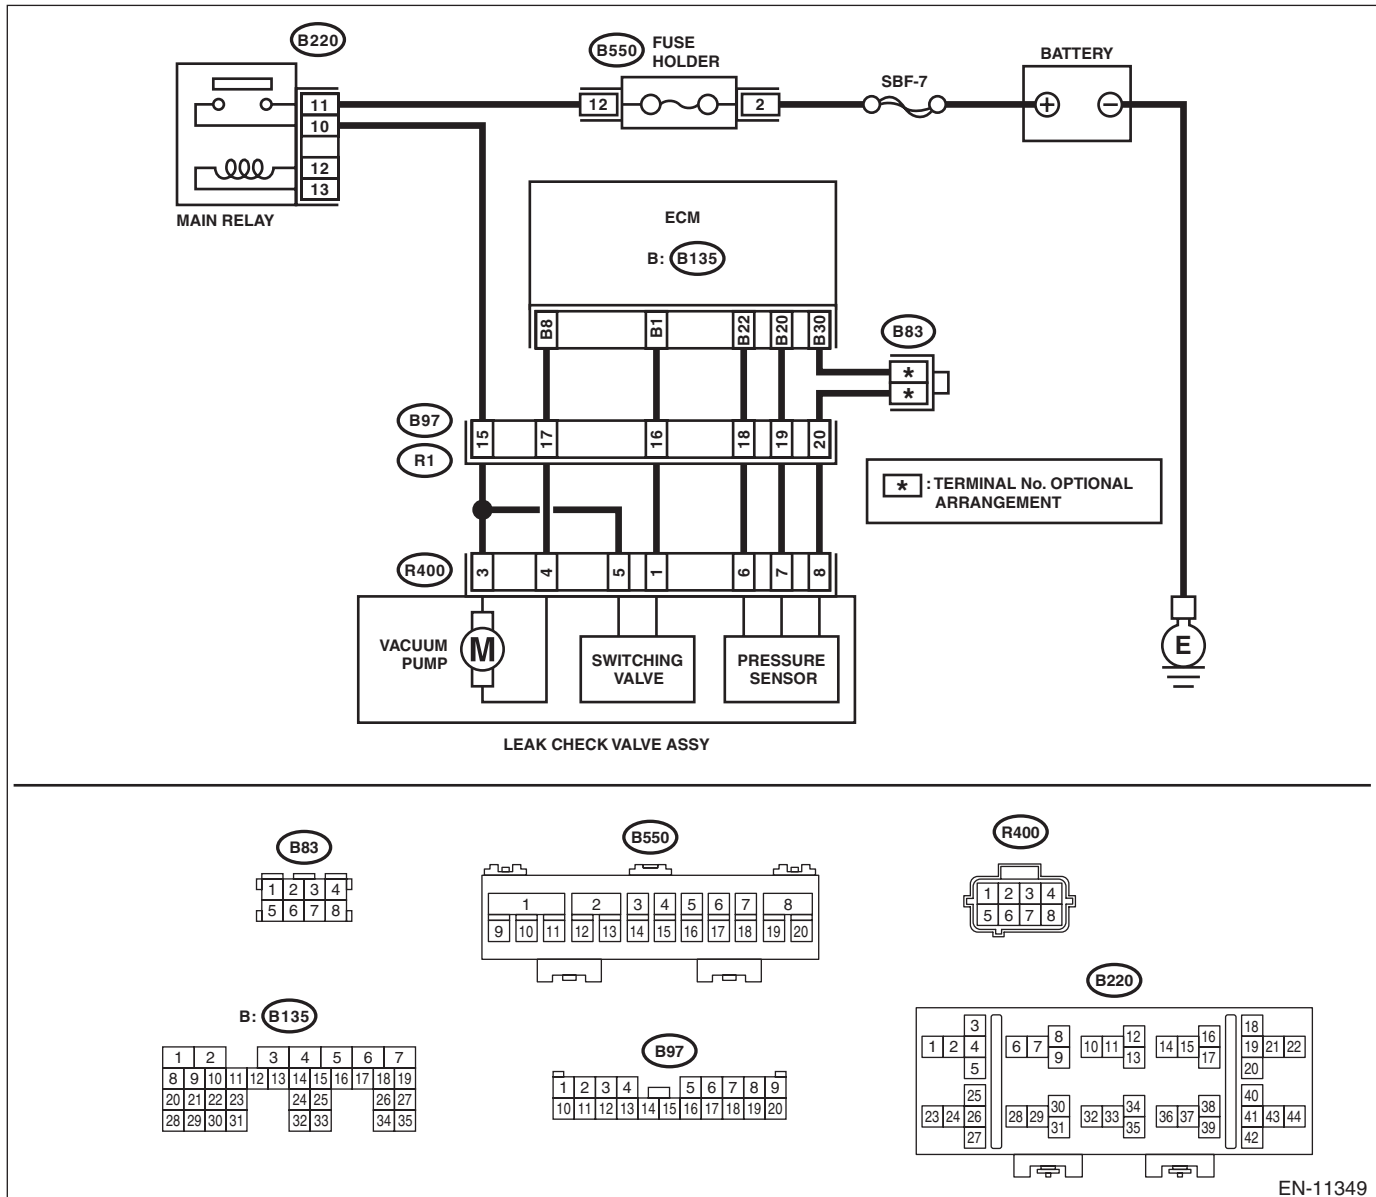 B220
11
10
12
13
MAIN RELAY
B550
FUSE
HOLDER
12
2
SBF-7
BATTERY
+ −
ECM
B: B135
B8 B1 B22 B20 B30
B83
*
*
B97
R1
15 17 16 18 19 20
* : TERMINAL No. OPTIONAL
ARRANGEMENT
R400
3 4 5 1 6 7 8
VACUUM
PUMP
M
SWITCHING
VALVE
PRESSURE
SENSOR
E
LEAK CHECK VALVE ASSY
B83
1 2 3 4
5 6 7 8
B550
1 2 3 4 5 6 7 8
9 10 11 12 13 14 15 16 17 18 19 20
R400
1 2 3 4
5 6 7 8
B: B135
1 2 3 4 5 6 7
8 9 10 11 12 13 14 15 16 17 18 19
20 21 22 23 24 25 26 27
28 29 30 31 32 33 34 35
B97
1 2 3 4 5 6 7 8 9
10 11 12 13 14 15 16 17 18 19 20
B220
3 8 12 16 18
1 2 4 6 7 9 10 11 13 14 15 17 19 21 22
5 20
25 30 34 38 40
23 24 26 28 29 31 32 33 35 36 37 39 41 43 44
27 42
EN-11349